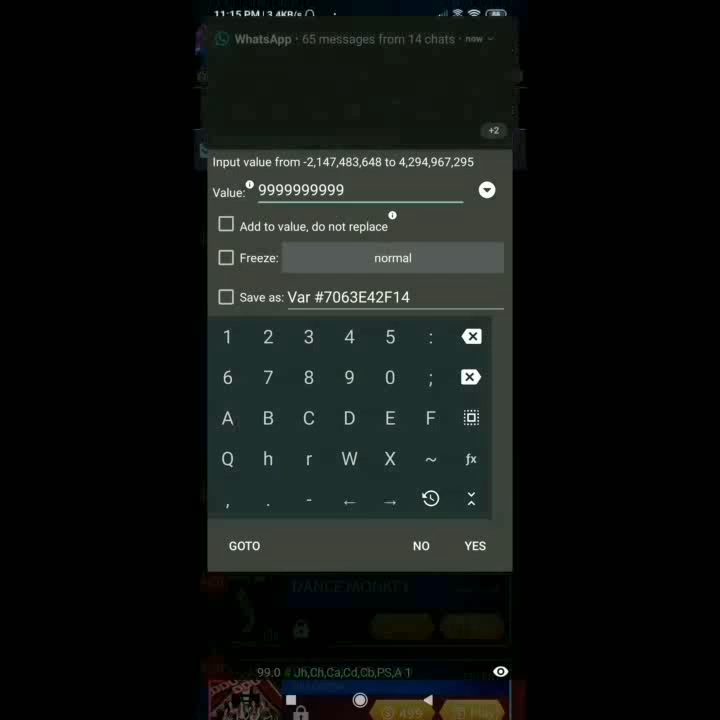 11:15 PM | 3.4KB/s
WhatsApp · 65 messages from 14 chats · now
+2
Input value from -2,147,483,648 to 4,294,967,295
Value: 9999999999
Add to value, do not replace
Freeze: normal
Save as: Var #7063E42F14
1 2 3 4 5 :
6 7 8 9 0 ;
A B C D E F
Q h r W X ~ ƒx
, . - ← →
GOTO NO YES
DANCE MONKEY
99.0 # Jh,Ch,Ca,Cd,Cb,PS,A 1
499